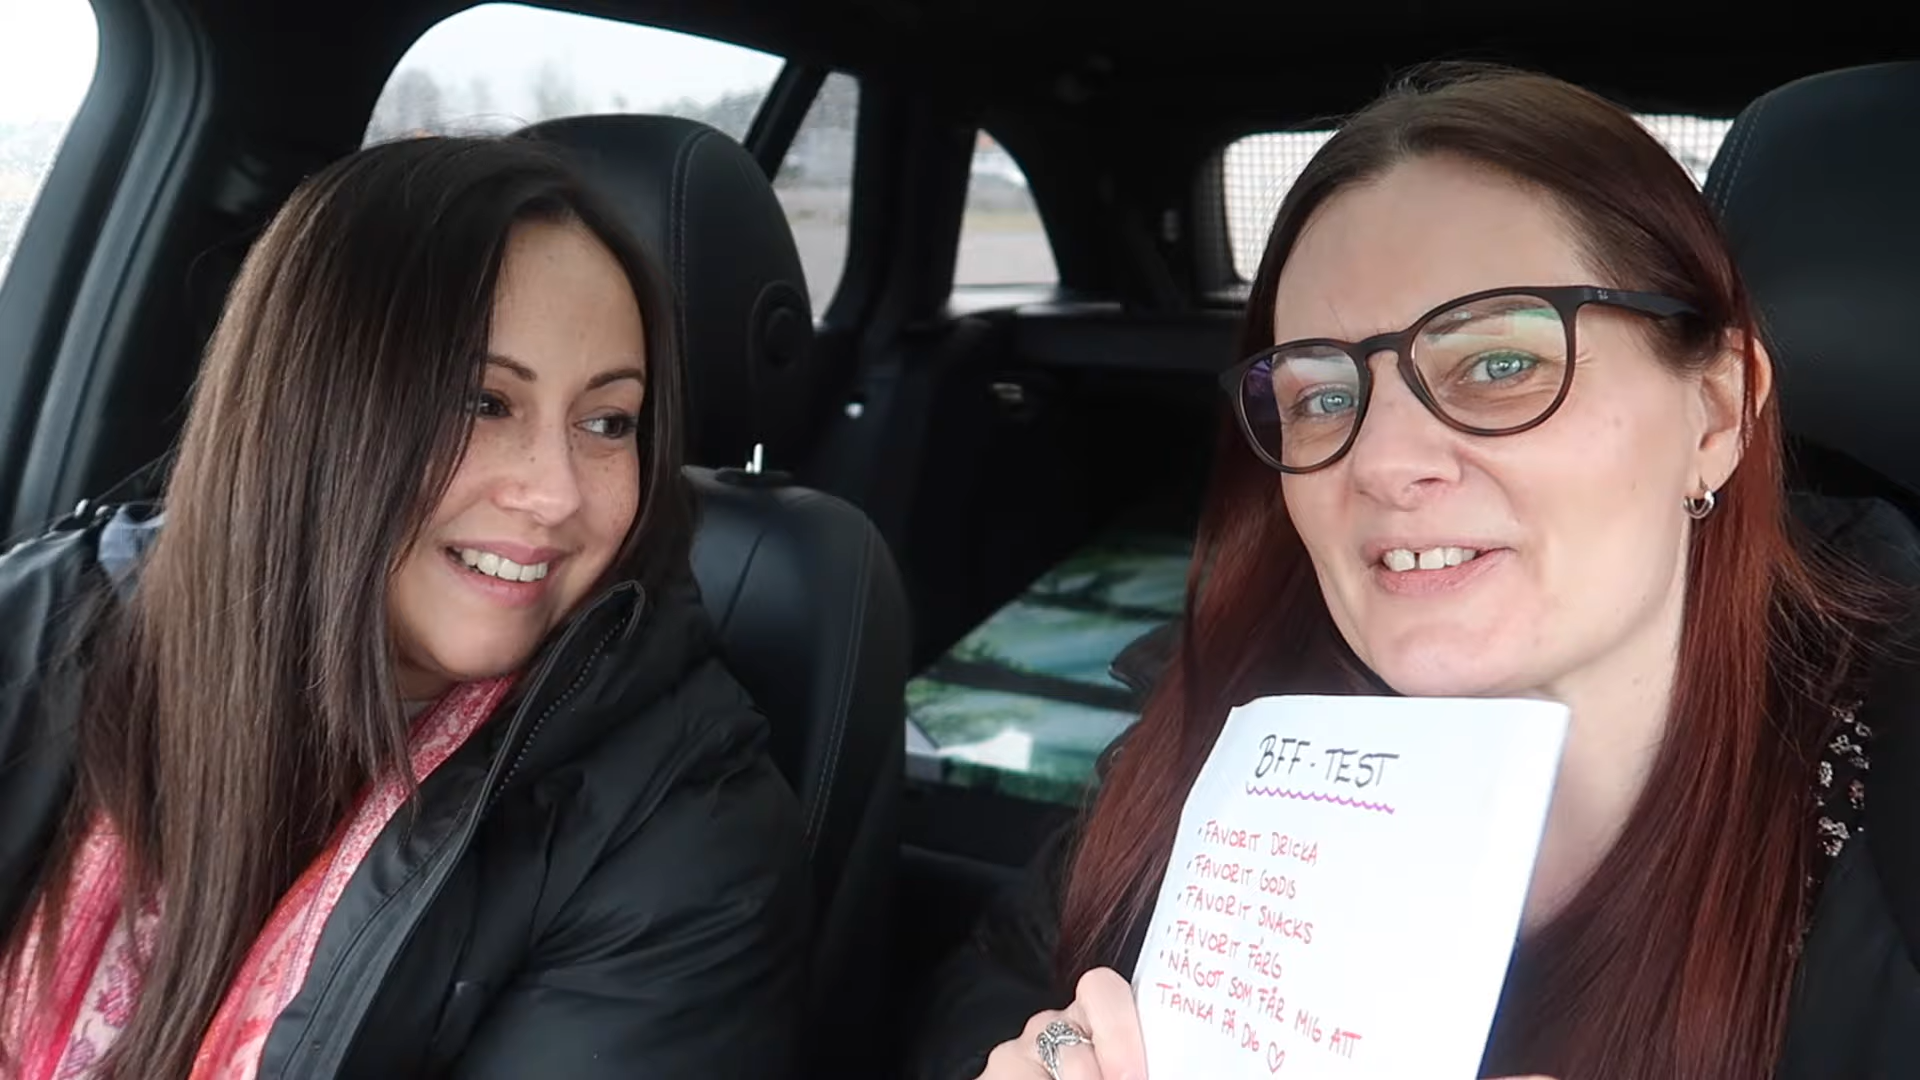 BFF-TEST
• FAVORIT DRICKA
• FAVORIT GODIS
• FAVORIT SNACKS
• FAVORIT FÄRG
• NÅGOT SOM FÅR MIG ATT
TÄNKA PÅ DIG ♡